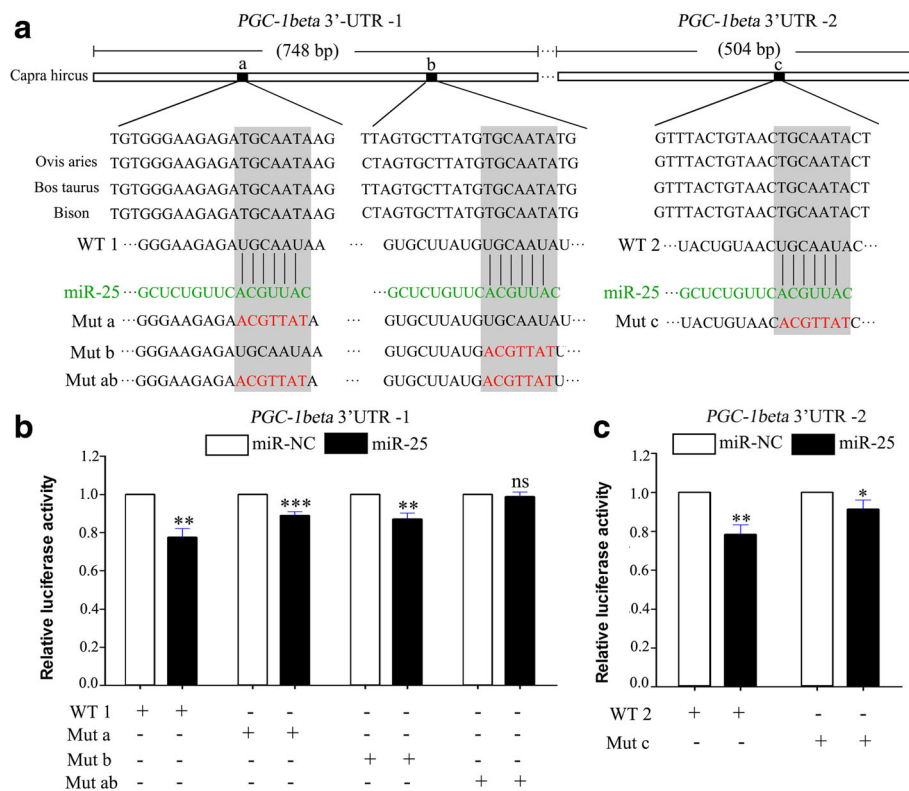 a
PGC-1beta 3'-UTR -1
PGC-1beta 3'UTR -2
(748 bp)
(504 bp)
Capra hircus
a
b
c
TGTGGGAAGAGATGCAATAAG TTAGTGCTTATGTGCAATATG GTTTACTGTAACTGCAATACT
Ovis aries TGTGGGAAGAGATGCAATAAG CTAGTGCTTATGTGCAATATG GTTTACTGTAACTGCAATACT
Bos taurus TGTGGGAAGAGATGCAATAAG TTAGTGCTTATGTGCAATATG GTTTACTGTAACTGCAATACT
Bison TGTGGGAAGAGATGCAATAAG CTAGTGCTTATGTGCAATATG GTTTACTGTAACTGCAATACT
WT 1 ···GGGAAGAGAUGCAAUAA ··· GUGCUUAUGUGCAAUAU··· WT 2 ···UACUGUAACUGCAAUAC···
miR-25 ···GCUCUGUUCACGUUAC ··· GCUCUGUUCACGUUAC miR-25 ···GCUCUGUUCACGUUAC
Mut a ···GGGAAGAGAACGTTATA ··· GUGCUUAUGUGCAAUAU··· Mut c ···UACUGUAACACGTTATC···
Mut b ···GGGAAGAGAUGCAAUAA ··· GUGCUUAUGACGTTATU···
Mut ab ···GGGAAGAGAACGTTATA ··· GUGCUUAUGACGTTATU···
b
PGC-1beta 3'UTR -1
miR-NC miR-25
Relative luciferase activity
1.2
1.0
0.8
0.6
0.4
0.2
0.0
** *** ** ns
WT 1 + + - - - - - -
Mut a - - + + - - - -
Mut b - - - - + + - -
Mut ab - - - - - - + +
c
PGC-1beta 3'UTR -2
miR-NC miR-25
Relative luciferase activity
1.2
1.0
0.8
0.6
0.4
0.2
0.0
** *
WT 2 + + - -
Mut c - - + +